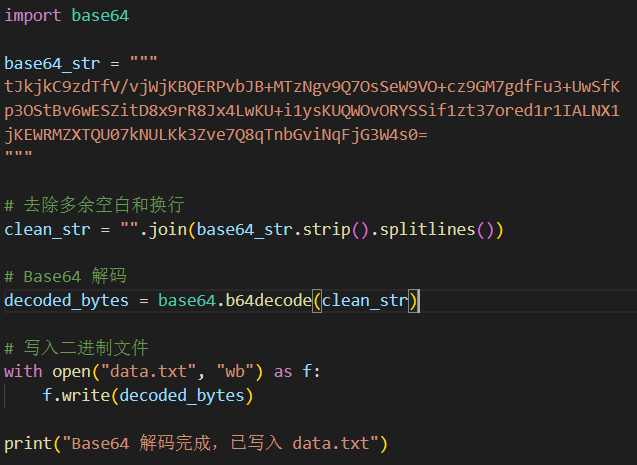 import base64

base64_str = """
tJkjkC9zdTfV/vjWjKBQERPvbJB+MTzNgv9Q7OsSeW9VO+cz9GM7gdfFu3+UwSfK
p3OStBv6wESZitD8x9rR8Jx4LwKU+i1ysKUQWOvORYSSif1zt37ored1r1IALNX1
jKEWRMZXTQU07kNULKk3Zve7Q8qTnbGviNqFjG3W4s0=
"""

# 去除多余空白和换行
clean_str = "".join(base64_str.strip().splitlines())

# Base64 解码
decoded_bytes = base64.b64decode(clean_str)

# 写入二进制文件
with open("data.txt", "wb") as f:
    f.write(decoded_bytes)

print("Base64 解码完成，已写入 data.txt")